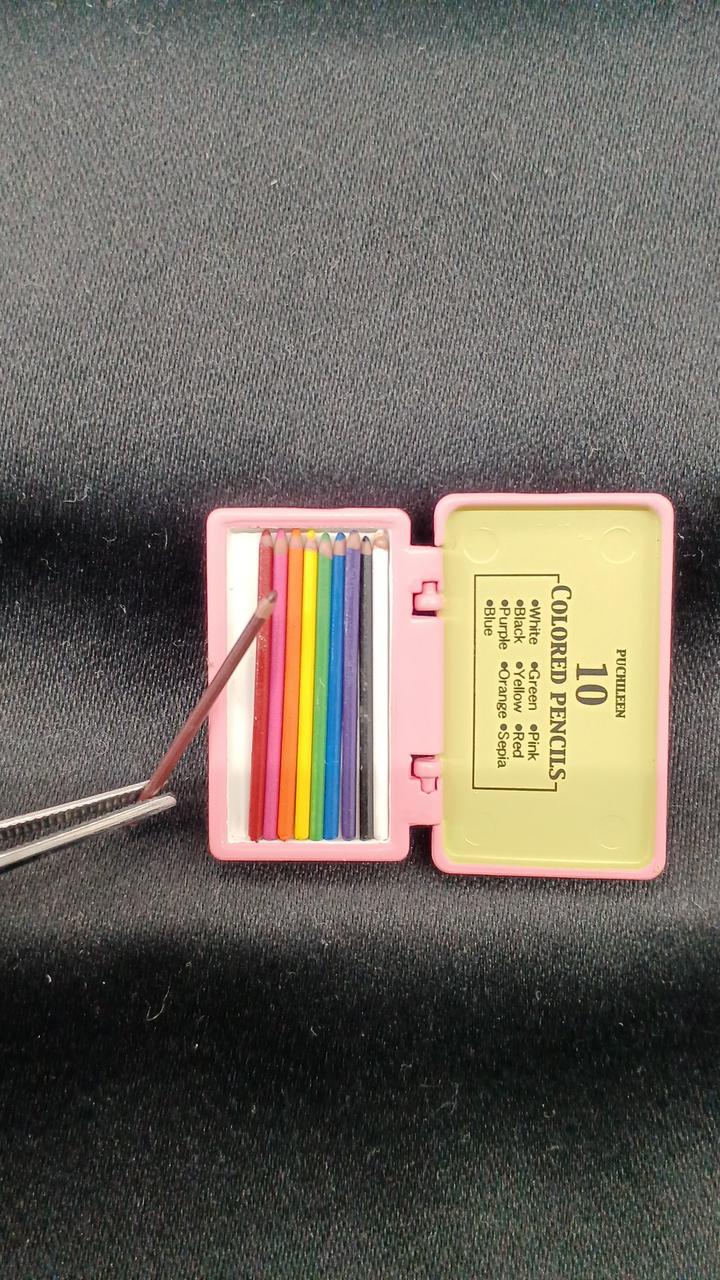 PUCHILEEN
10
COLORED PENCILS
•White •Green •Pink
•Black •Yellow •Red
•Purple •Orange •Sepia
•Blue